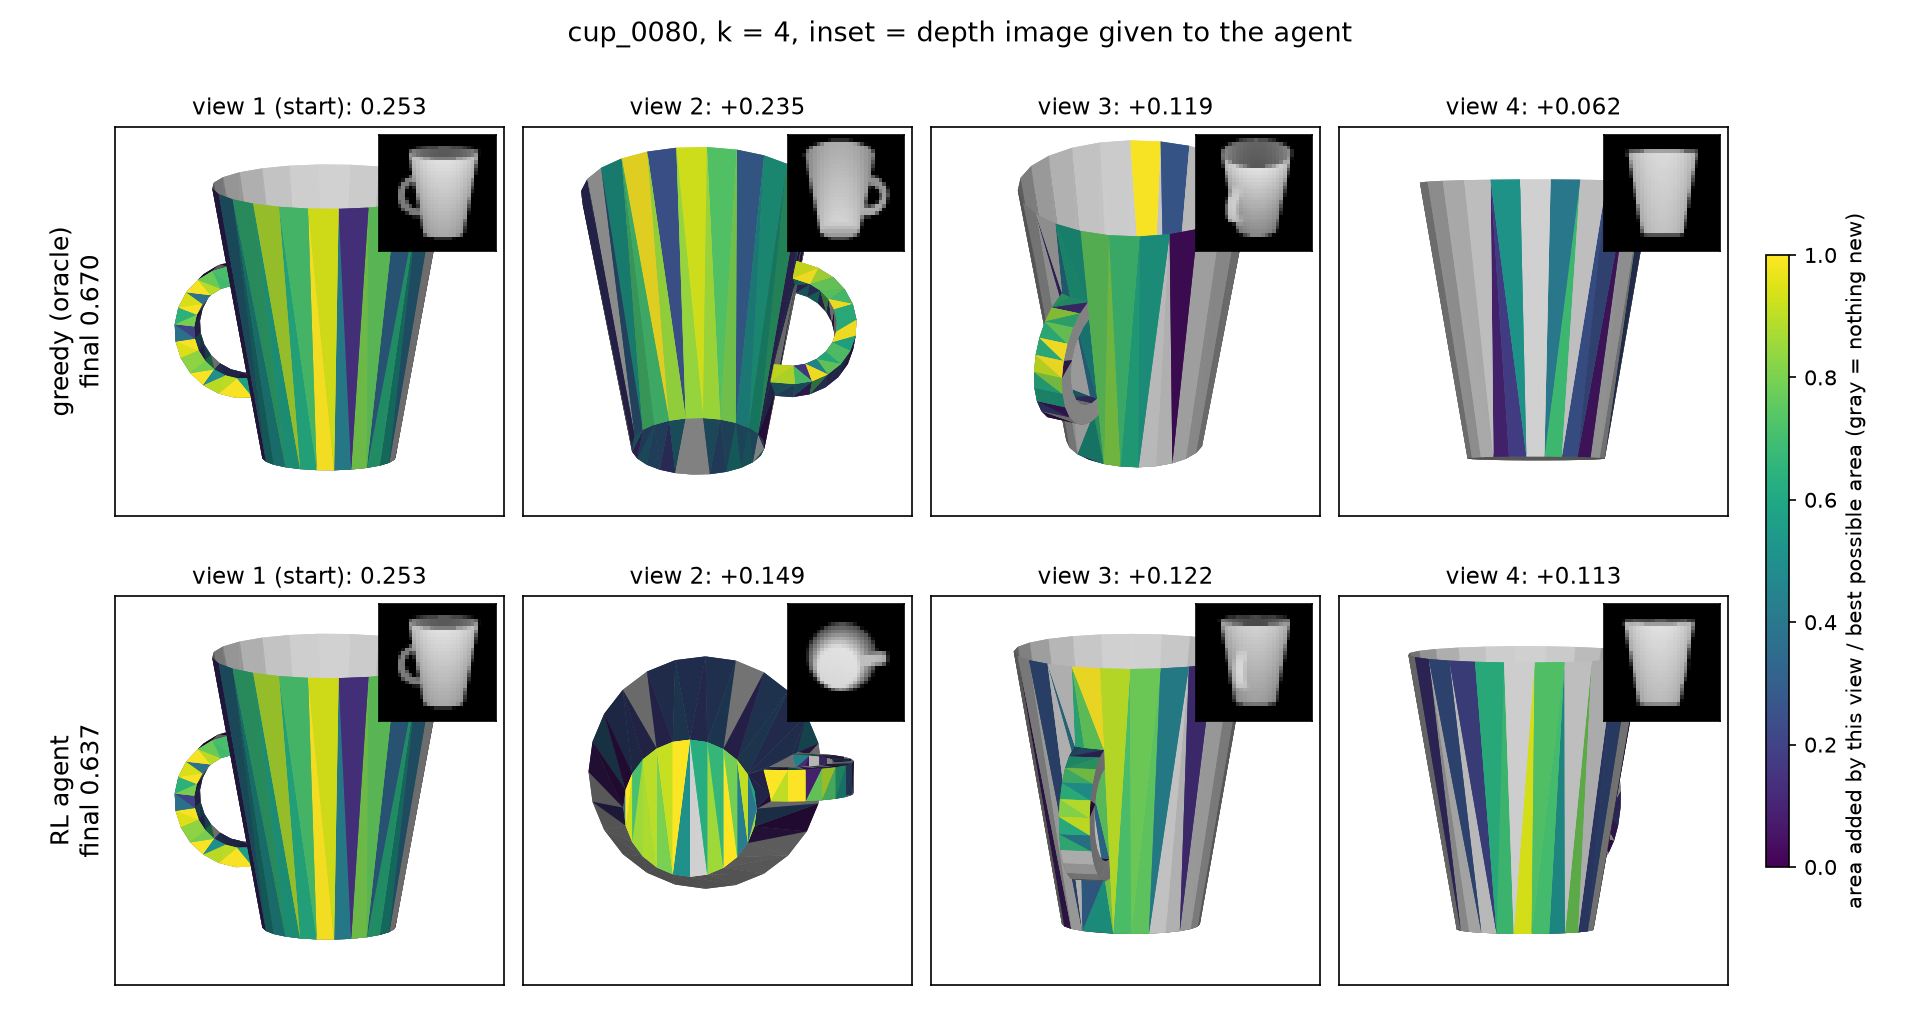 cup_0080, k = 4, inset = depth image given to the agent
view 1 (start): 0.253
view 2: +0.235
view 3: +0.119
view 4: +0.062
greedy (oracle)
final 0.670
view 1 (start): 0.253
view 2: +0.149
view 3: +0.122
view 4: +0.113
RL agent
final 0.637
1.0
0.8
0.6
0.4
0.2
0.0
area added by this view / best possible area (gray = nothing new)